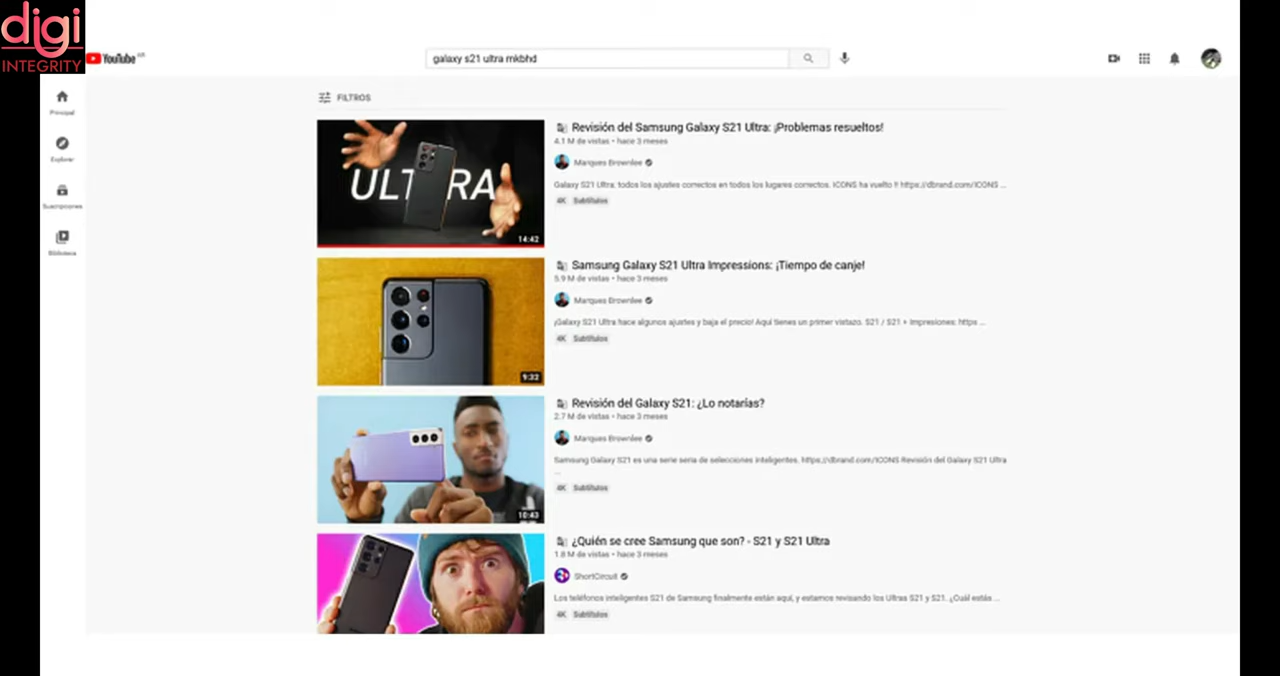 digi
INTEGRITY
YouTube AR
galaxy s21 ultra mkbhd
Principal
Explorar
Suscripciones
Biblioteca
FILTROS
ULTRA
14:42
Revisión del Samsung Galaxy S21 Ultra: ¡Problemas resueltos!
4.1 M de vistas • hace 3 meses
Marques Brownlee
Galaxy S21 Ultra: todos los ajustes correctos en todos los lugares correctos. ICONS ha vuelto !! https://dbrand.com/ICONS ...
4K Subtítulos
9:32
Samsung Galaxy S21 Ultra Impressions: ¡Tiempo de canje!
5.9 M de vistas • hace 3 meses
Marques Brownlee
¡Galaxy S21 Ultra hace algunos ajustes y baja el precio! Aquí tienes un primer vistazo. S21 / S21 + Impresiones: https ...
4K Subtítulos
10:43
Revisión del Galaxy S21: ¿Lo notarías?
2.7 M de vistas • hace 3 meses
Marques Brownlee
Samsung Galaxy S21 es una serie seria de selecciones inteligentes. https://dbrand.com/ICONS Revisión del Galaxy S21 Ultra
...
4K Subtítulos
¿Quién se cree Samsung que son? - S21 y S21 Ultra
1.8 M de vistas • hace 3 meses
ShortCircuit
Los teléfonos inteligentes S21 de Samsung finalmente están aquí, y estamos revisando los Ultras S21 y S21. ¿Cuál estás ...
4K Subtítulos